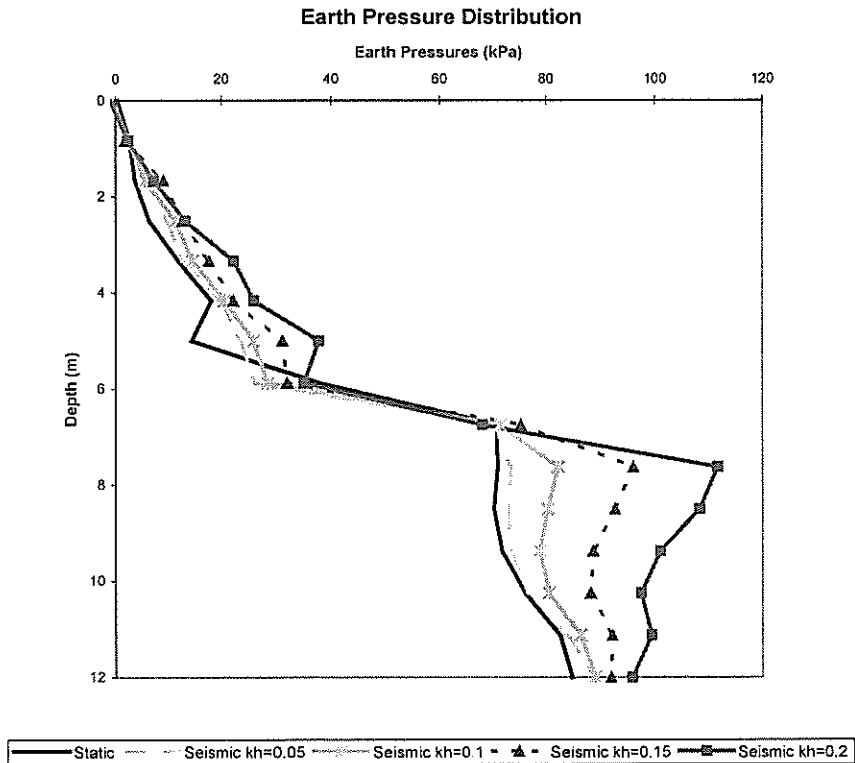 Earth Pressure Distribution
Earth Pressures (kPa)
0 20 40 60 80 100 120
0
2
4
6
8
10
12
Depth (m)
Static Seismic kh=0.05 Seismic kh=0.1 Seismic kh=0.15 Seismic kh=0.2